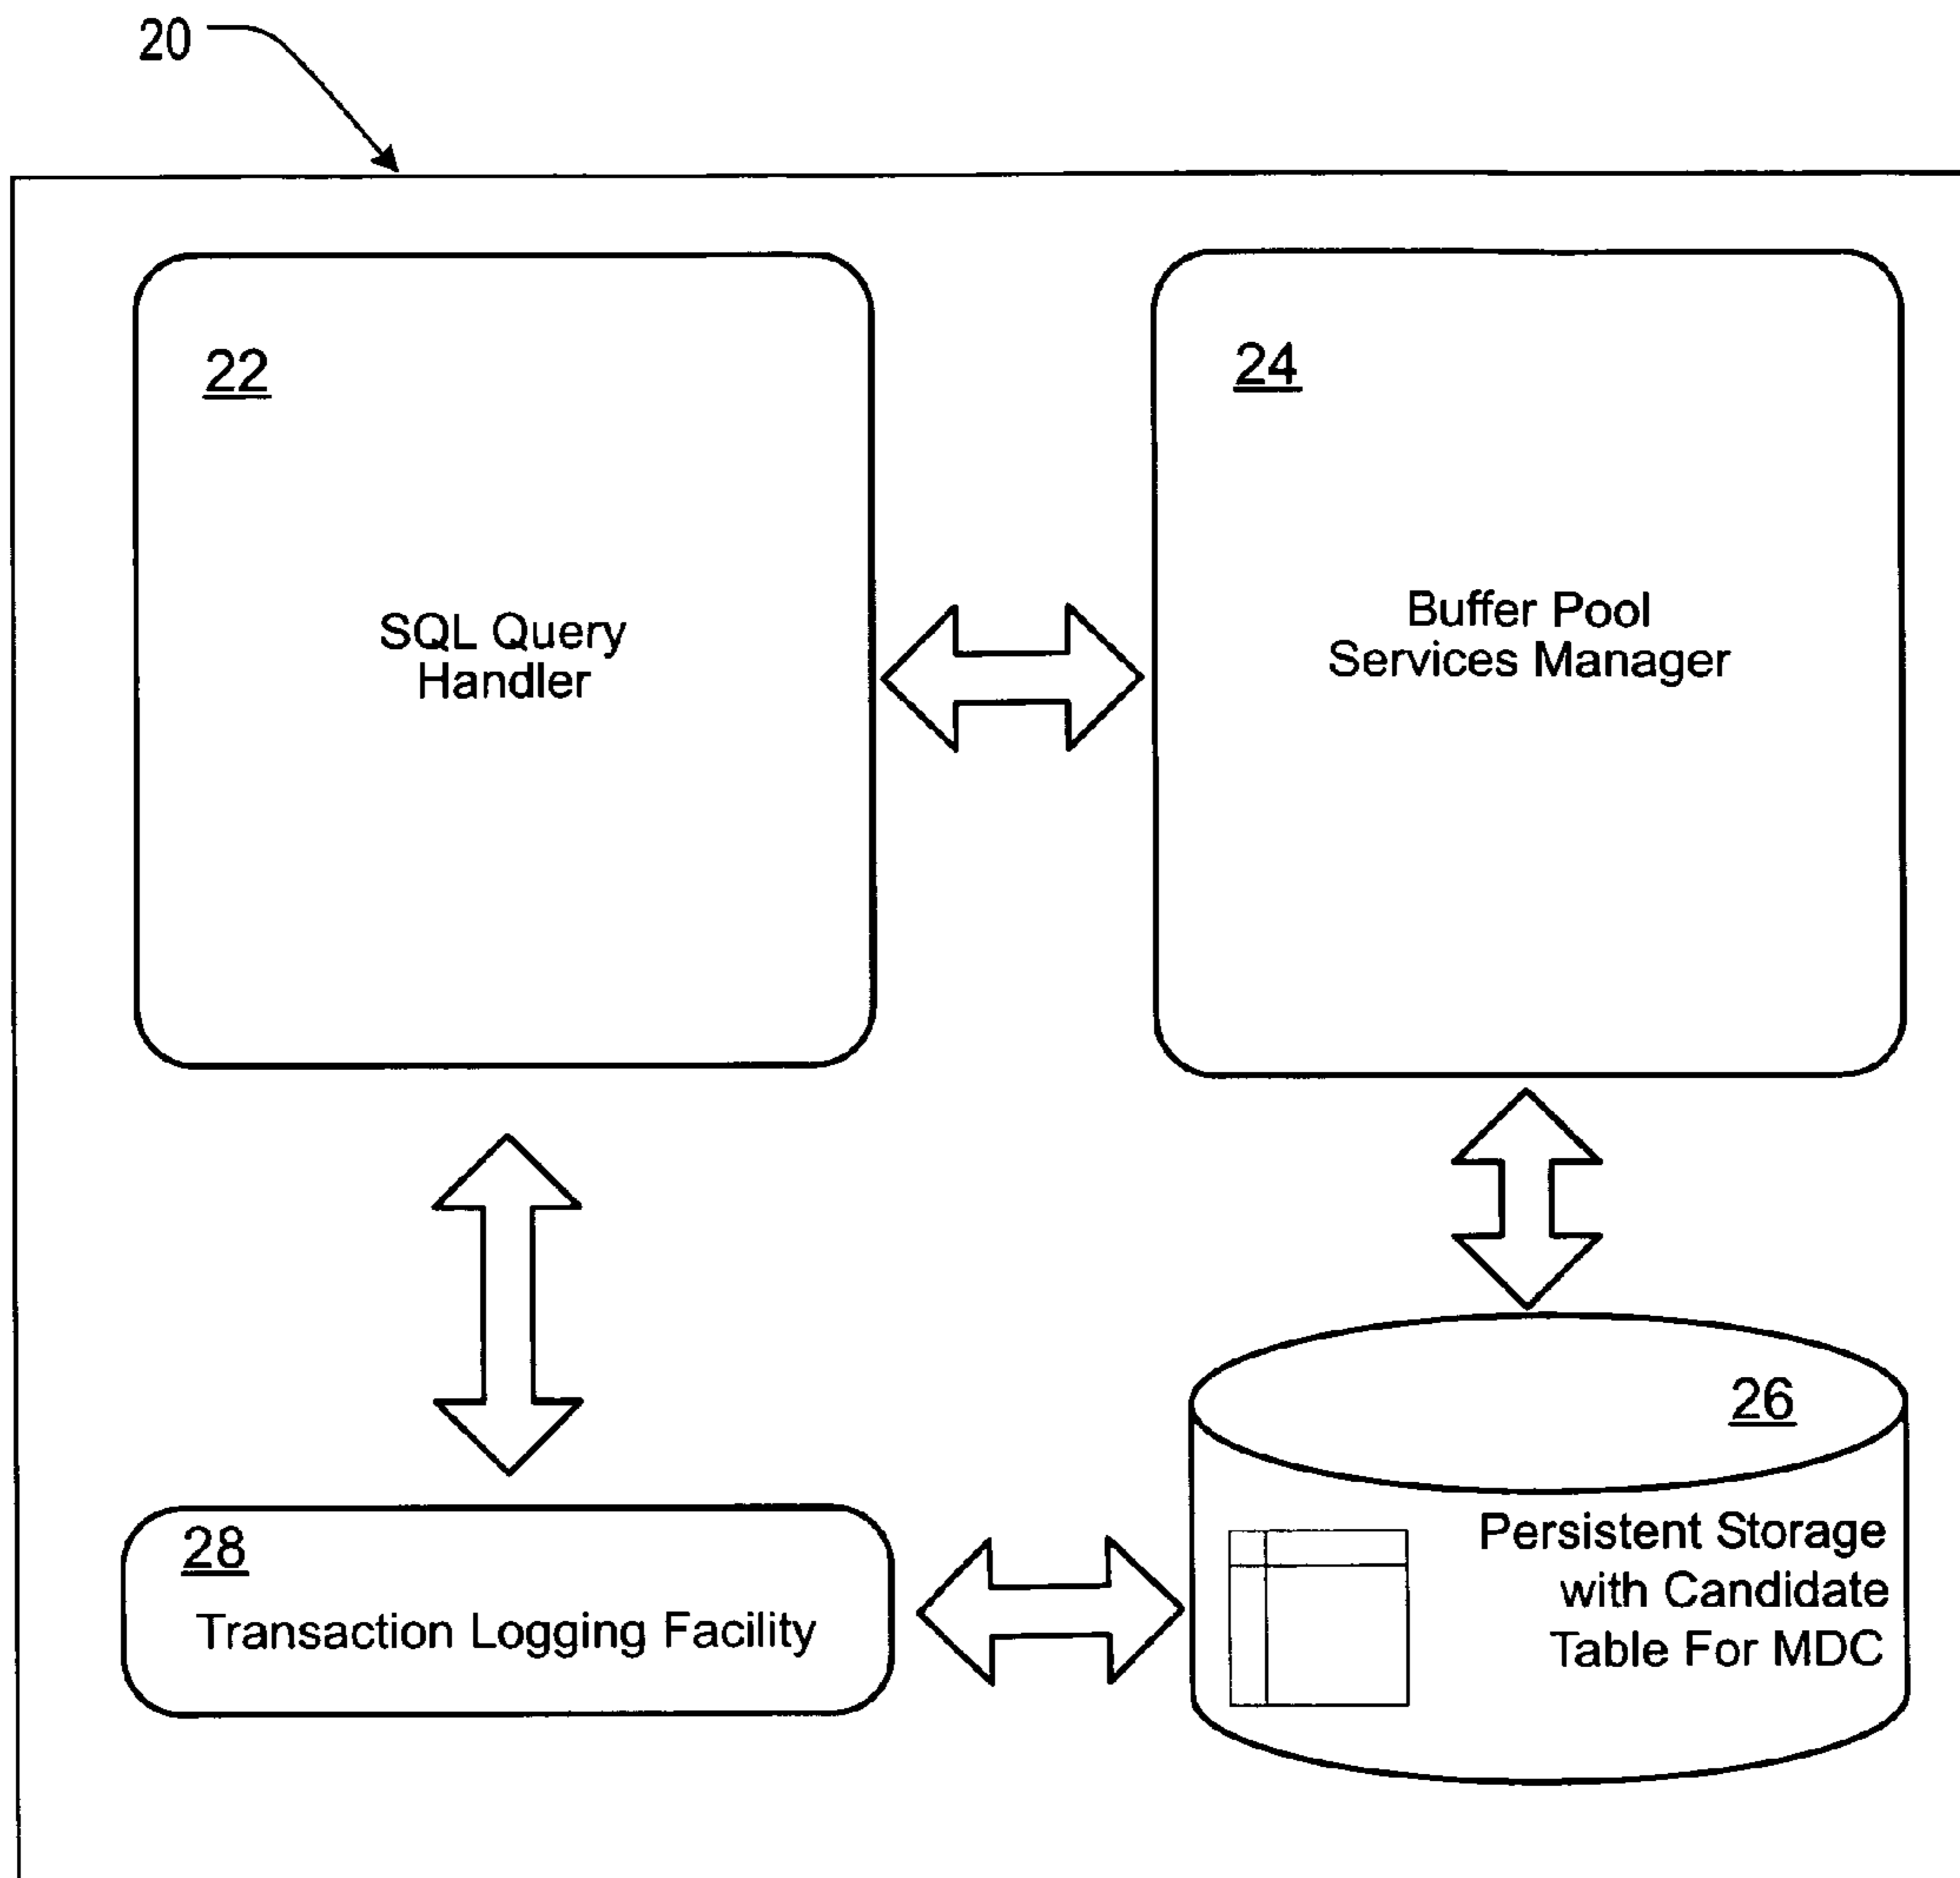 20
22
SQL Query
Handler
24
Buffer Pool
Services Manager
26
Persistent Storage
with Candidate
Table For MDC
28
Transaction Logging Facility